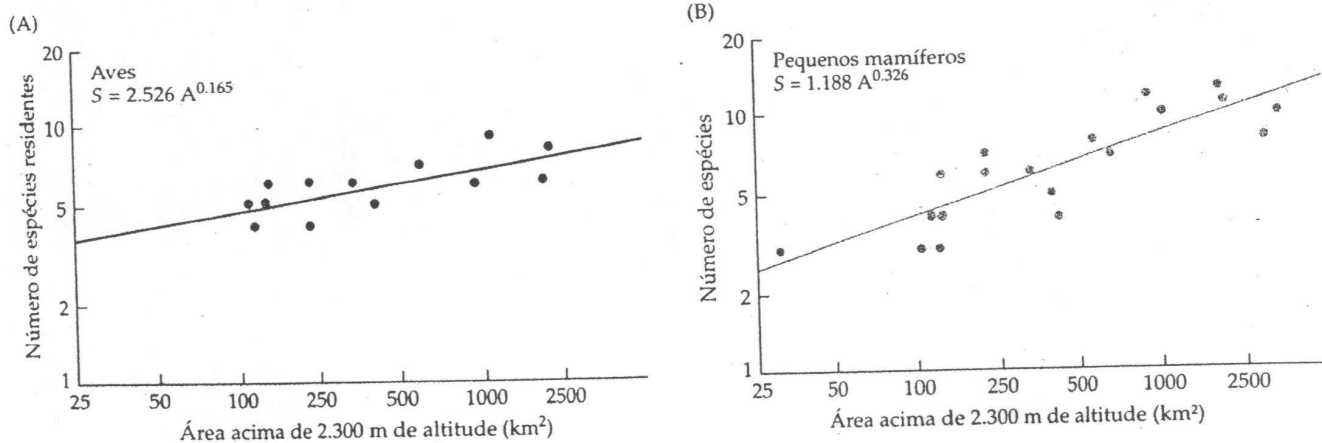 (A)
Aves
S = 2.526 A^0.165
Número de espécies residentes
20
10
5
2
1
25 50 100 250 500 1000 2500
Área acima de 2.300 m de altitude (km²)
(B)
Pequenos mamíferos
S = 1.188 A^0.326
Número de espécies
20
10
5
2
1
25 50 100 250 500 1000 2500
Área acima de 2.300 m de altitude (km²)